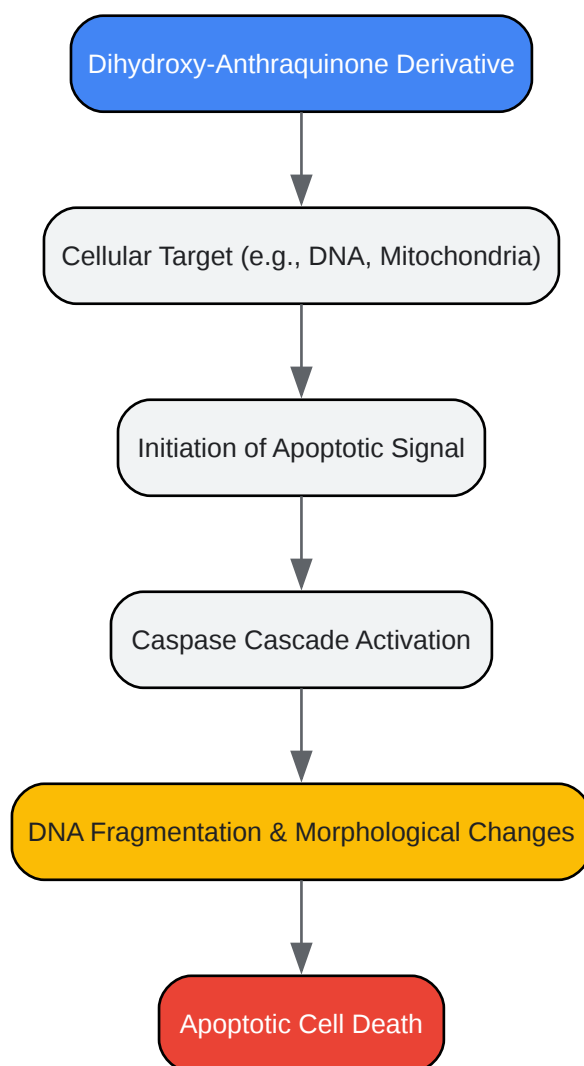 Dihydroxy-Anthraquinone Derivative
Cellular Target (e.g., DNA, Mitochondria)
Initiation of Apoptotic Signal
Caspase Cascade Activation
DNA Fragmentation & Morphological Changes
Apoptotic Cell Death